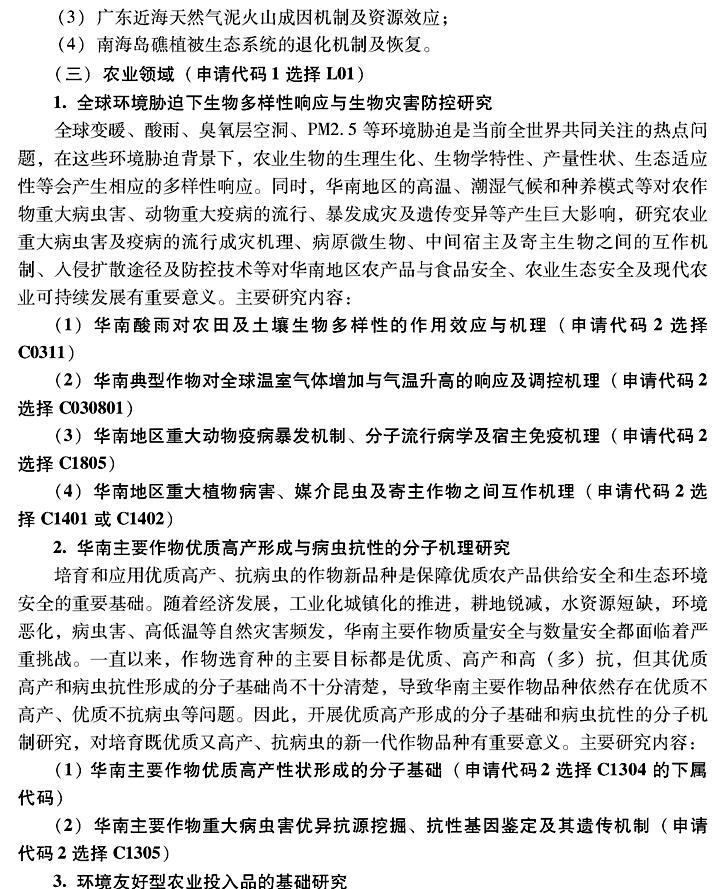 （3）广东近海天然气泥火山成因机制及资源效应；
（4）南海岛礁植被生态系统的退化机制及恢复。
（三）农业领域（申请代码 1 选择 L01）
1. 全球环境胁迫下生物多样性响应与生物灾害防控研究
全球变暖、酸雨、臭氧层空洞、PM2.5 等环境胁迫是当前全世界共同关注的热点问
题，在这些环境胁迫背景下，农业生物的生理生化、生物学特性、产量性状、生态适应
性等会产生相应的多样性响应。同时，华南地区的高温、潮湿气候和种养模式等对农作
物重大病虫害、动物重大疫病的流行、暴发成灾及遗传变异等产生巨大影响，研究农业
重大病虫害及疫病的流行成灾机理、病原微生物、中间宿主及寄主生物之间的互作机
制、入侵扩散途径及防控技术等对华南地区农产品与食品安全、农业生态安全及现代农
业可持续发展有重要意义。主要研究内容：
（1）华南酸雨对农田及土壤生物多样性的作用效应与机理（申请代码 2 选择
C0311）
（2）华南典型作物对全球温室气体增加与气温升高的响应及调控机理（申请代码 2
选择 C030801）
（3）华南地区重大动物疫病暴发机制、分子流行病学及宿主免疫机理（申请代码 2
选择 C1805）
（4）华南地区重大植物病害、媒介昆虫及寄主作物之间互作机理（申请代码 2 选
择 C1401 或 C1402）
2. 华南主要作物优质高产形成与病虫抗性的分子机理研究
培育和应用优质高产、抗病虫的作物新品种是保障优质农产品供给安全和生态环境
安全的重要基础。随着经济发展，工业化城镇化的推进，耕地锐减，水资源短缺，环境
恶化，病虫害、高低温等自然灾害频发，华南主要作物质量安全与数量安全都面临着严
重挑战。一直以来，作物选育种的主要目标都是优质、高产和高（多）抗，但其优质
高产和病虫抗性形成的分子基础尚不十分清楚，导致华南主要作物品种依然存在优质不
高产、优质不抗病虫等问题。因此，开展优质高产形成的分子基础和病虫抗性的分子机
制研究，对培育既优质又高产、抗病虫的新一代作物品种有重要意义。主要研究内容：
（1）华南主要作物优质高产性状形成的分子基础（申请代码 2 选择 C1304 的下属
代码）
（2）华南主要作物重大病虫害优异抗源挖掘、抗性基因鉴定及其遗传机制（申请
代码 2 选择 C1305）
3. 环境友好型农业投入品的基础研究